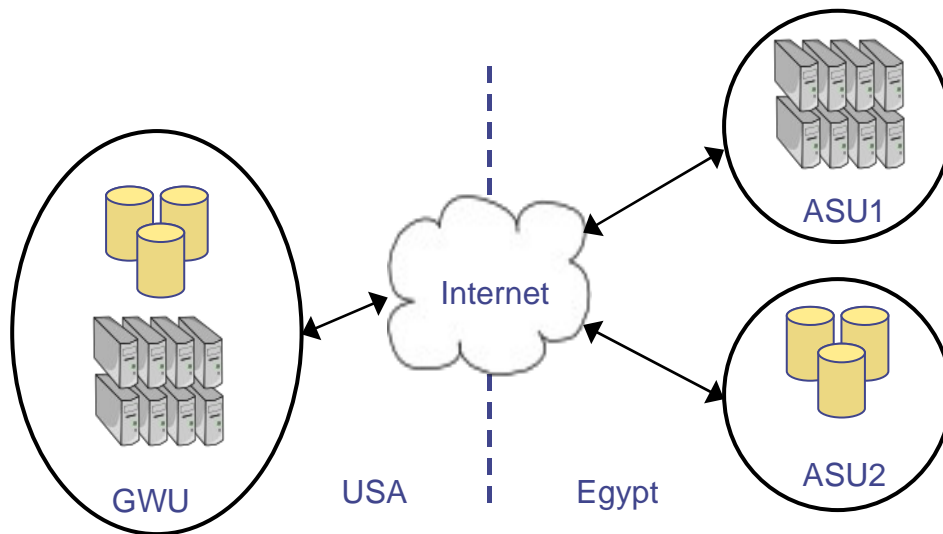 ASU1
Internet
ASU2
GWU
USA
Egypt